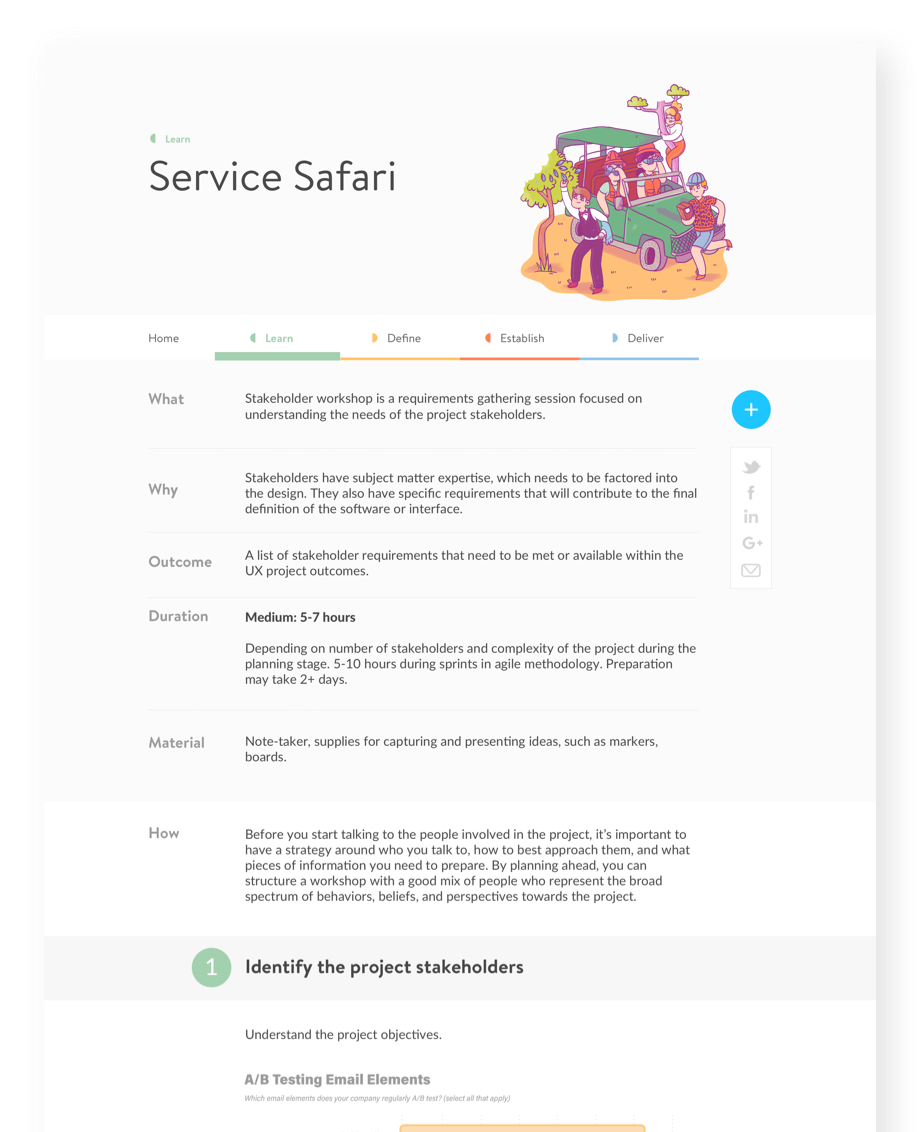 Learn
Service Safari
Home
Learn
Define
Establish
Deliver
What
Stakeholder workshop is a requirements gathering session focused on
understanding the needs of the project stakeholders.
Why
Stakeholders have subject matter expertise, which needs to be factored into
the design. They also have specific requirements that will contribute to the final
definition of the software or interface.
Outcome
A list of stakeholder requirements that need to be met or available within the
UX project outcomes.
Duration
Medium: 5-7 hours
Depending on number of stakeholders and complexity of the project during the
planning stage. 5-10 hours during sprints in agile methodology. Preparation
may take 2+ days.
Material
Note-taker, supplies for capturing and presenting ideas, such as markers,
boards.
How
Before you start talking to the people involved in the project, it's important to
have a strategy around who you talk to, how to best approach them, and what
pieces of information you need to prepare. By planning ahead, you can
structure a workshop with a good mix of people who represent the broad
spectrum of behaviors, beliefs, and perspectives towards the project.
1
Identify the project stakeholders
Understand the project objectives.
A/B Testing Email Elements
Which email elements does your company regularly A/B test? (select all that apply)